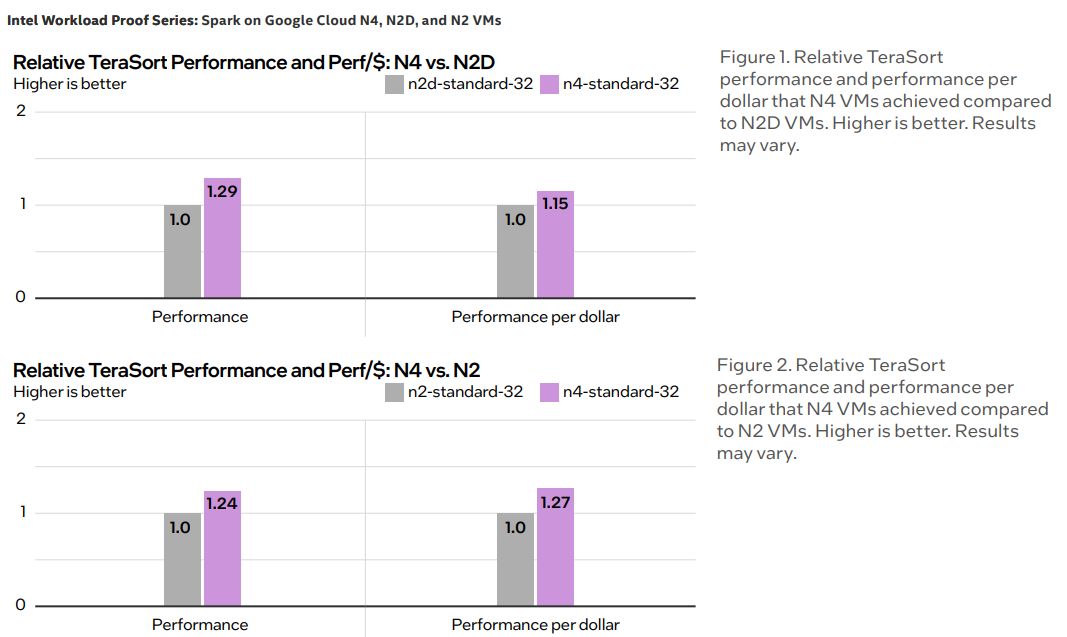 Intel Workload Proof Series: Spark on Google Cloud N4, N2D, and N2 VMs
Relative TeraSort Performance and Perf/$: N4 vs. N2D
Higher is better
n2d-standard-32
n4-standard-32
2
1
0
1.0
1.29
1.0
1.15
Performance
Performance per dollar
Figure 1. Relative TeraSort
performance and performance per
dollar that N4 VMs achieved compared
to N2D VMs. Higher is better. Results
may vary.
Relative TeraSort Performance and Perf/$: N4 vs. N2
Higher is better
n2-standard-32
n4-standard-32
2
1
0
1.0
1.24
1.0
1.27
Performance
Performance per dollar
Figure 2. Relative TeraSort
performance and performance per
dollar that N4 VMs achieved compared
to N2 VMs. Higher is better. Results
may vary.